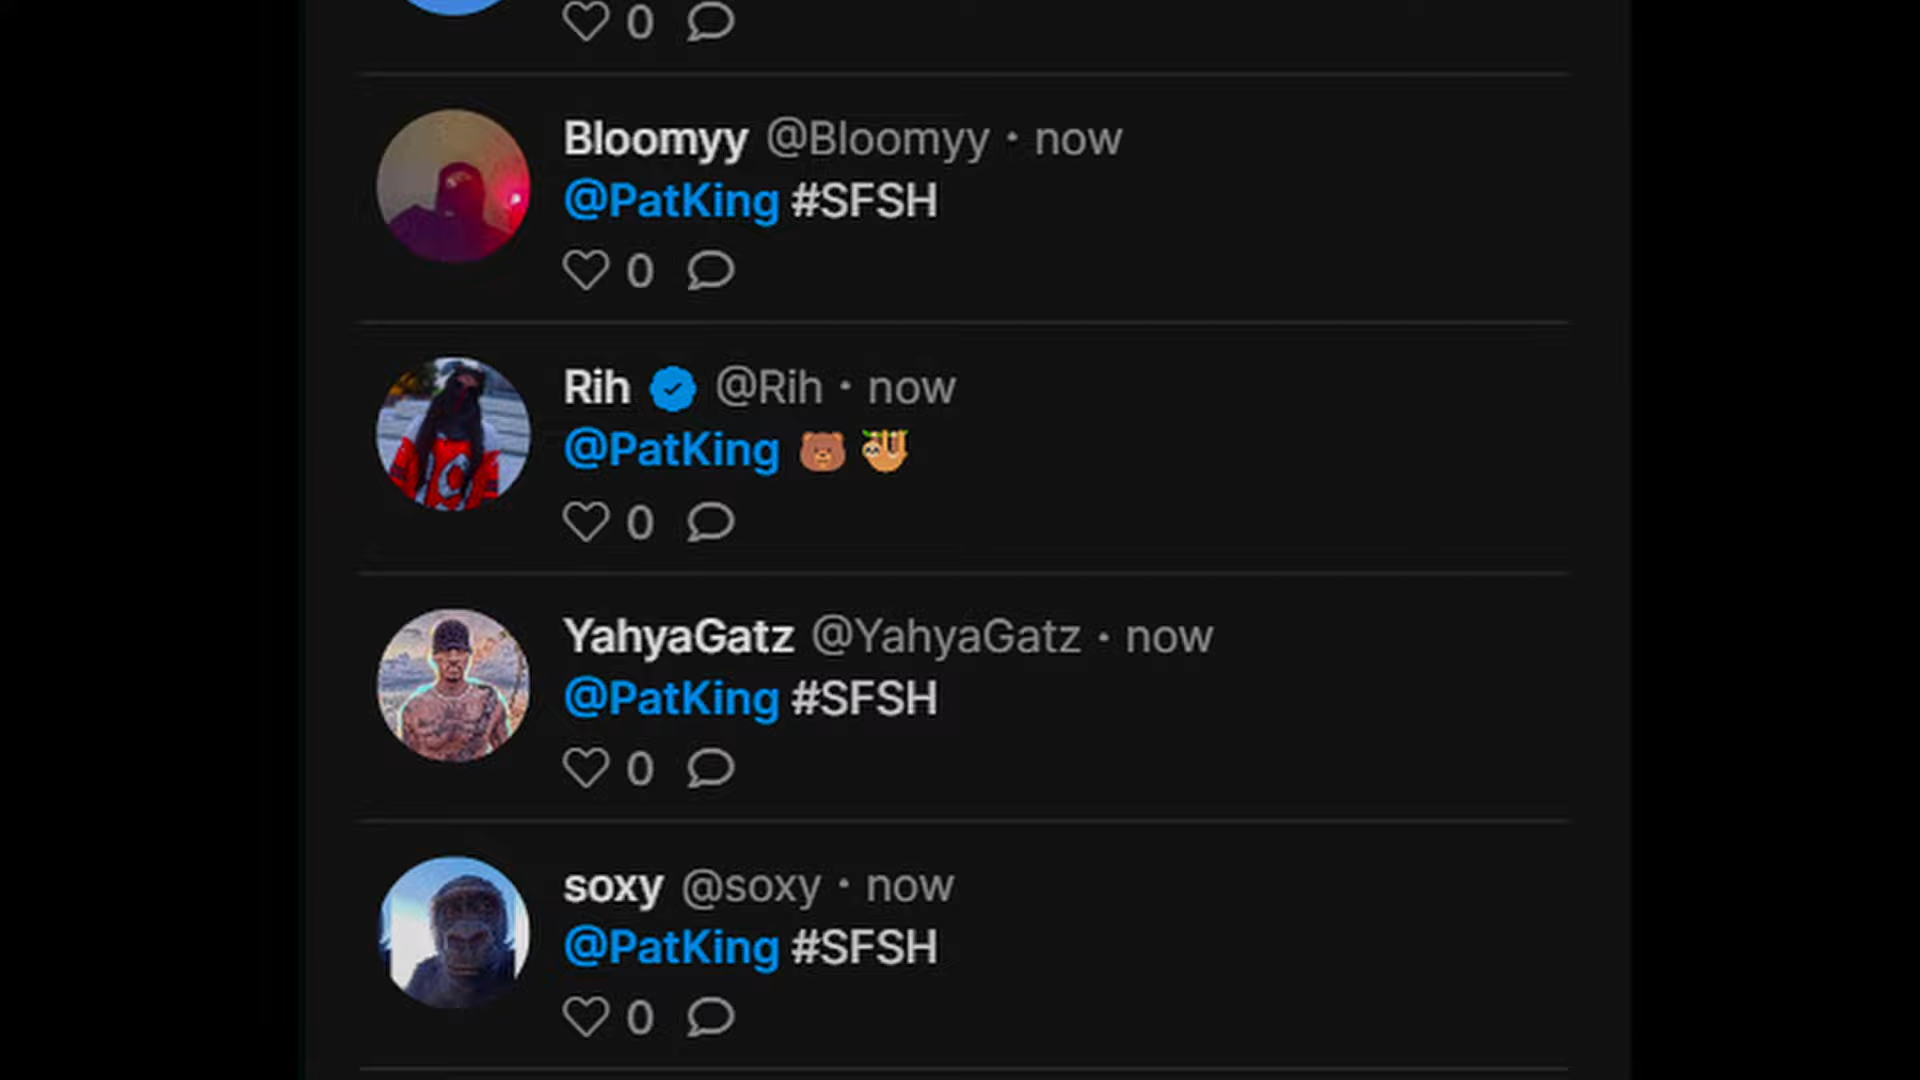 0
Bloomyy @Bloomyy · now
@PatKing #SFSH
0
Rih @Rih · now
@PatKing 🐻 🦥
0
YahyaGatz @YahyaGatz · now
@PatKing #SFSH
0
soxy @soxy · now
@PatKing #SFSH
0